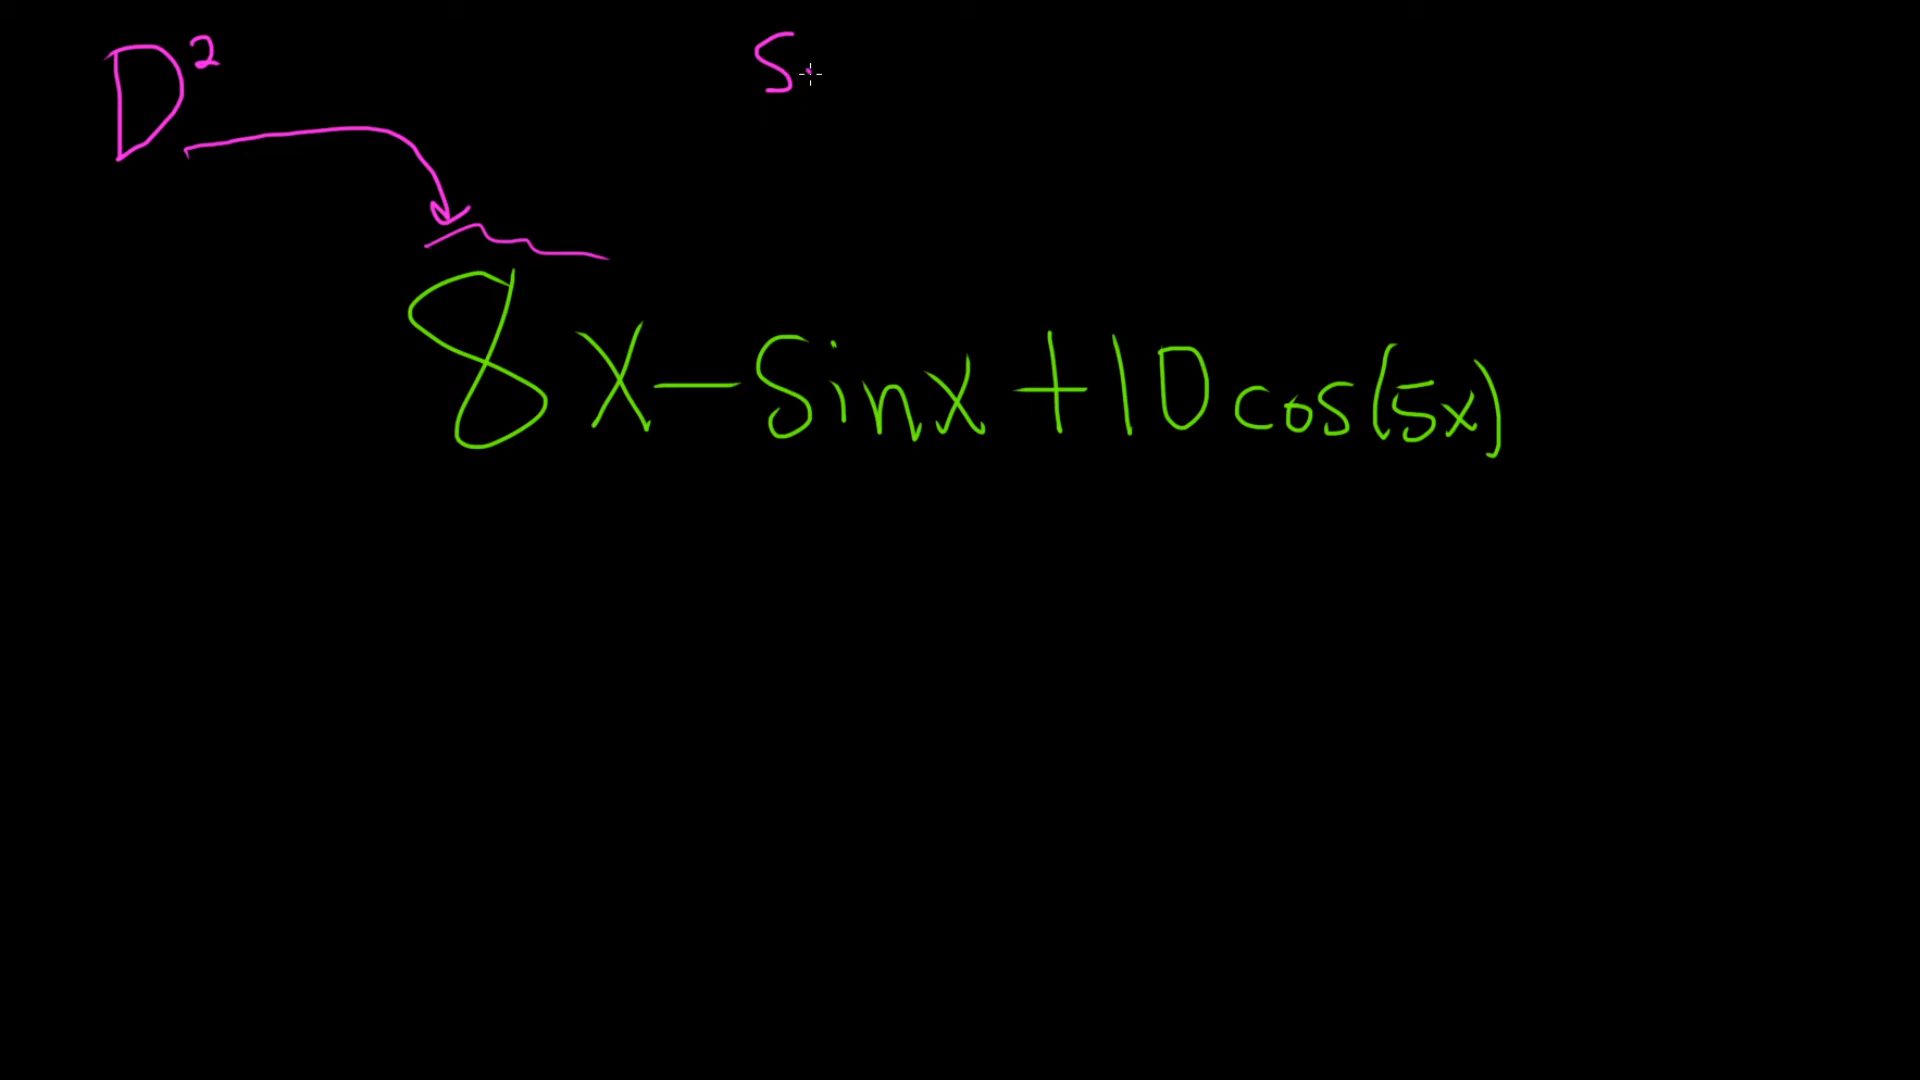 D² S
8x - sinx + 10cos(5x)